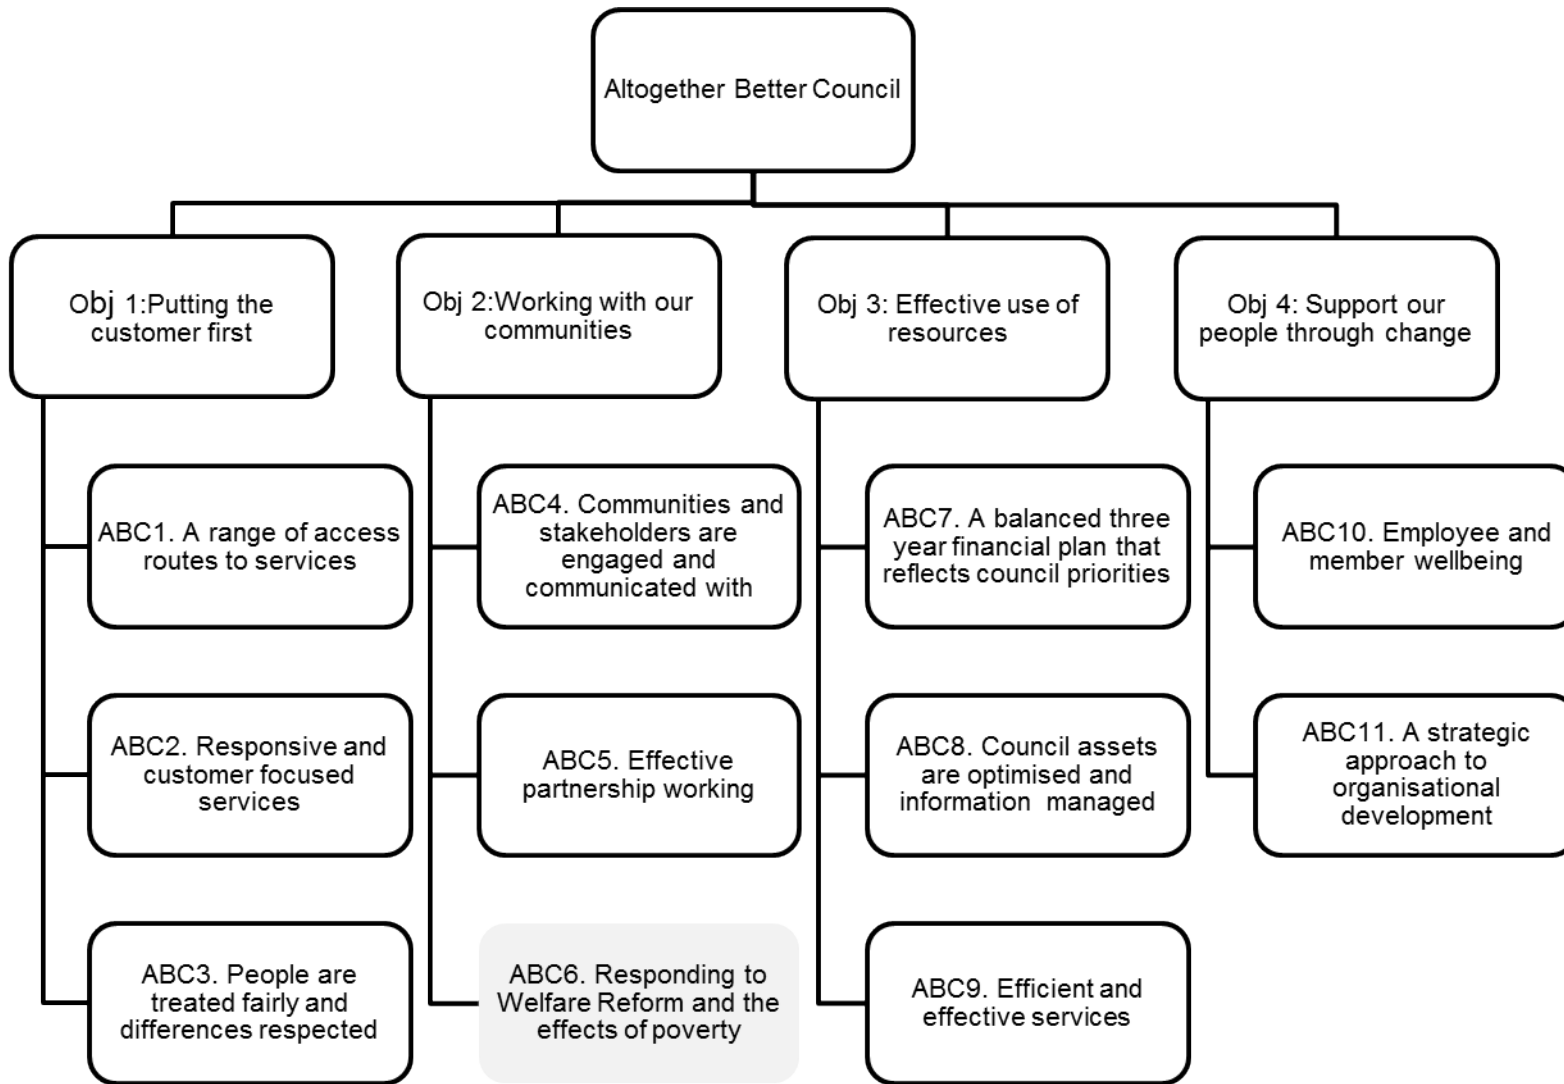 Altogether Better Council
Obj 1:Putting the
customer first
Obj 2:Working with our
communities
Obj 3: Effective use of
resources
Obj 4: Support our
people through change
ABC1. A range of access
routes to services
ABC2. Responsive and
customer focused
services
ABC3. People are
treated fairly and
differences respected
ABC4. Communities and
stakeholders are
engaged and
communicated with
ABC5. Effective
partnership working
ABC6. Responding to
Welfare Reform and the
effects of poverty
ABC7. A balanced three
year financial plan that
reflects council priorities
ABC8. Council assets
are optimised and
information managed
ABC9. Efficient and
effective services
ABC10. Employee and
member wellbeing
ABC11. A strategic
approach to
organisational
development